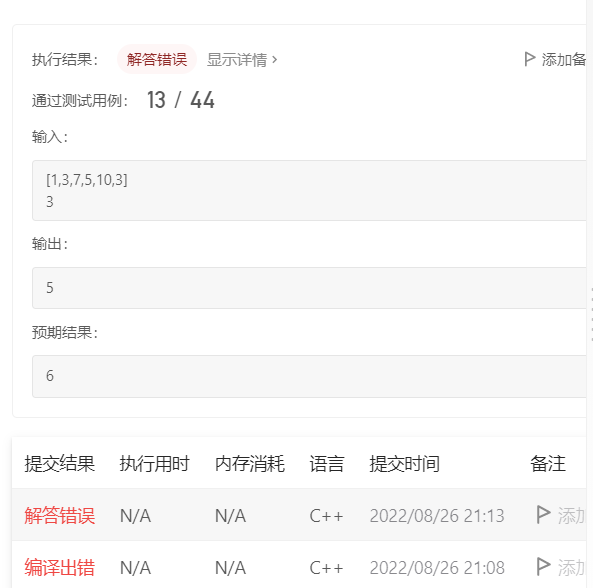 执行结果： 解答错误 显示详情 › 添加备
通过测试用例： 13 / 44
输入：
[1,3,7,5,10,3]
3
输出：
5
预期结果：
6
提交结果 执行用时 内存消耗 语言 提交时间 备注
解答错误 N/A N/A C++ 2022/08/26 21:13 添加
编译出错 N/A N/A C++ 2022/08/26 21:08 添加